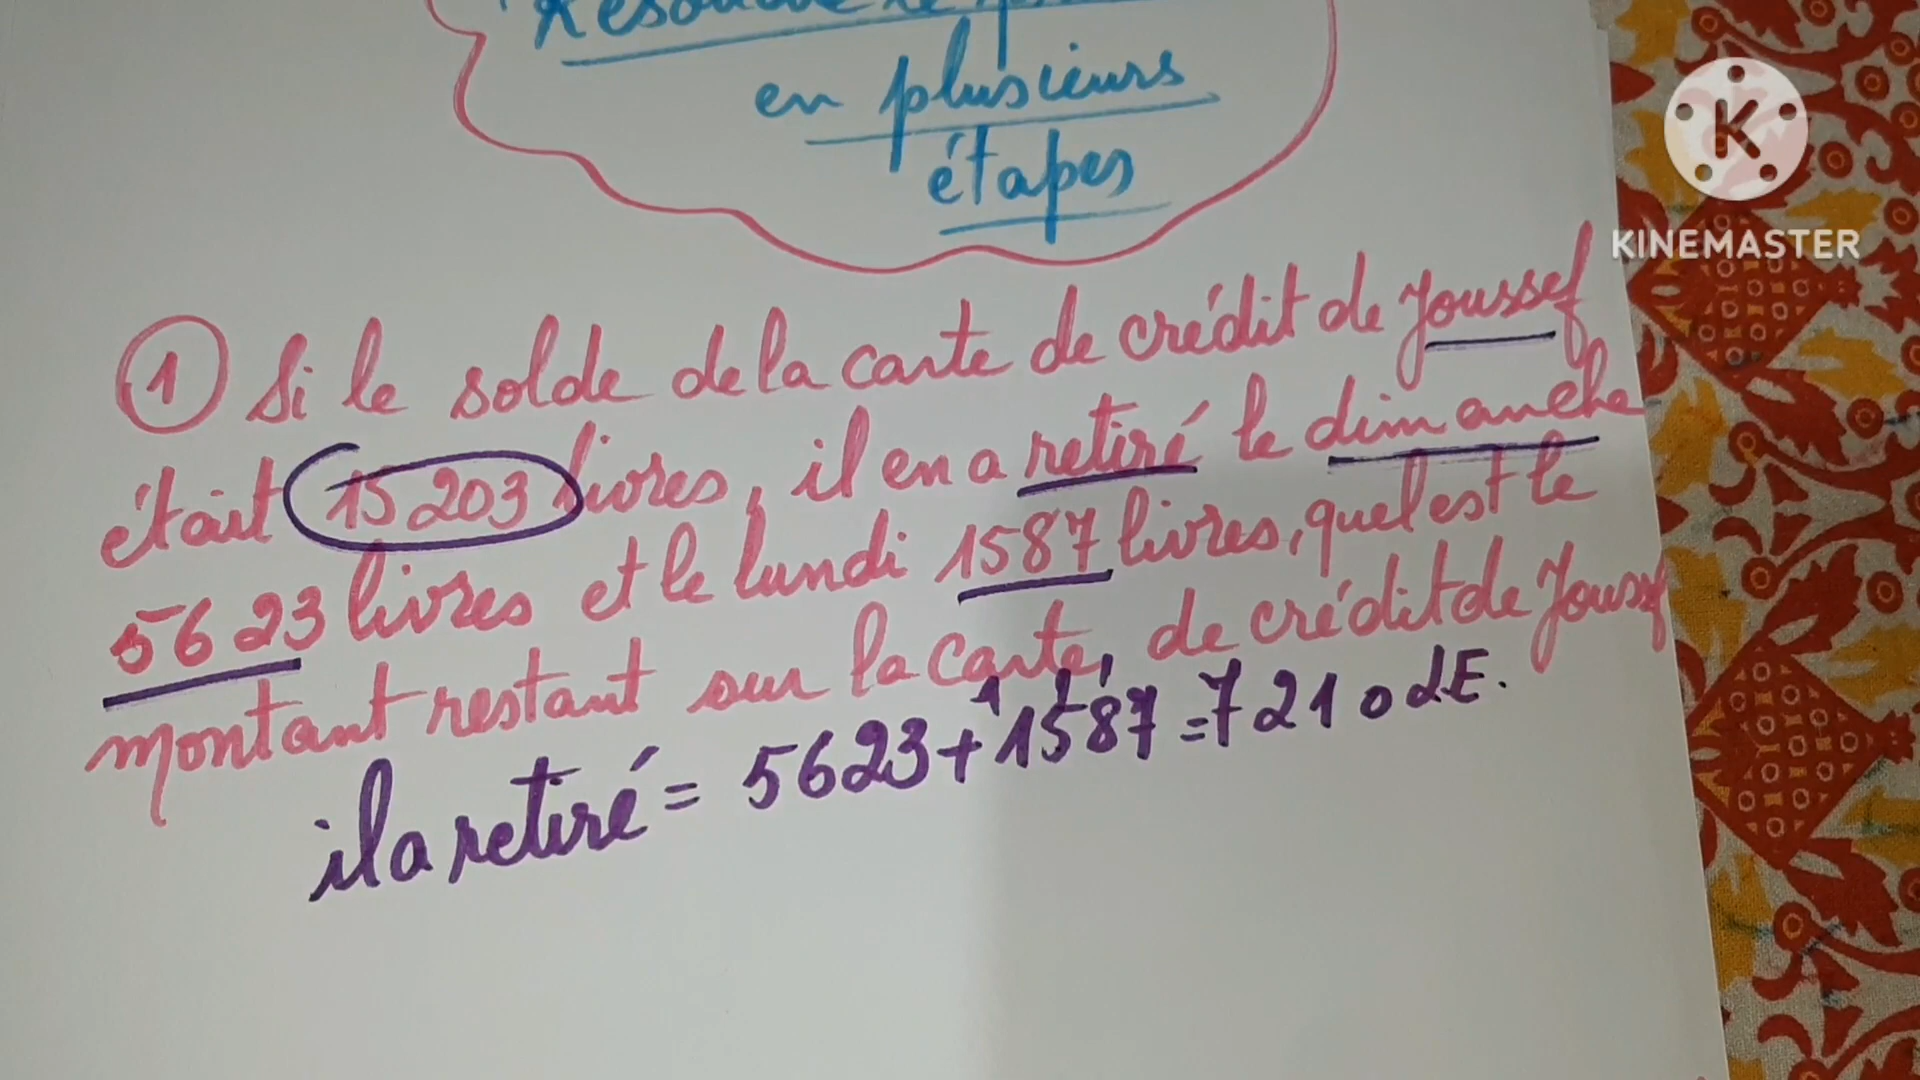 en plusieurs
étapes
KINEMASTER
① Si le solde de la carte de crédit de Youssef
était 15 203 livres, il en a retiré le dimanche
5623 livres et le lundi 1587 livres, quel est le
montant restant sur la carte, de crédit de Youssef
il a retiré = 5623 + 1587 = 7210 LE.